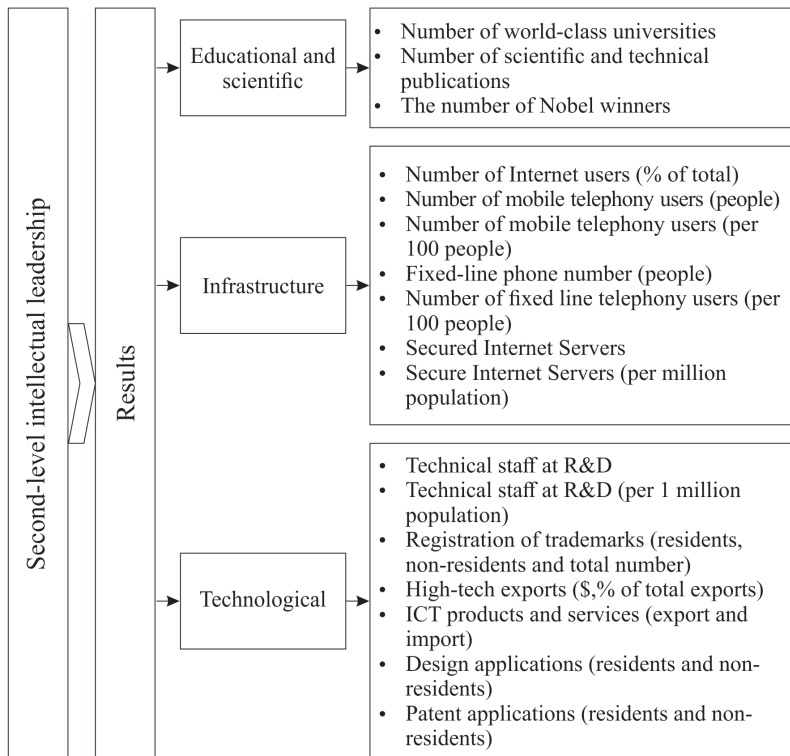 Second-level intellectual leadership
Results
Educational and
scientific
• Number of world-class universities
• Number of scientific and technical
publications
• The number of Nobel winners
Infrastructure
• Number of Internet users (% of total)
• Number of mobile telephony users (people)
• Number of mobile telephony users (per
100 people)
• Fixed-line phone number (people)
• Number of fixed line telephony users (per
100 people)
• Secured Internet Servers
• Secure Internet Servers (per million
population)
Technological
• Technical staff at R&D
• Technical staff at R&D (per 1 million
population)
• Registration of trademarks (residents,
non-residents and total number)
• High-tech exports ($,% of total exports)
• ICT products and services (export and
import)
• Design applications (residents and non-
residents)
• Patent applications (residents and non-
residents)